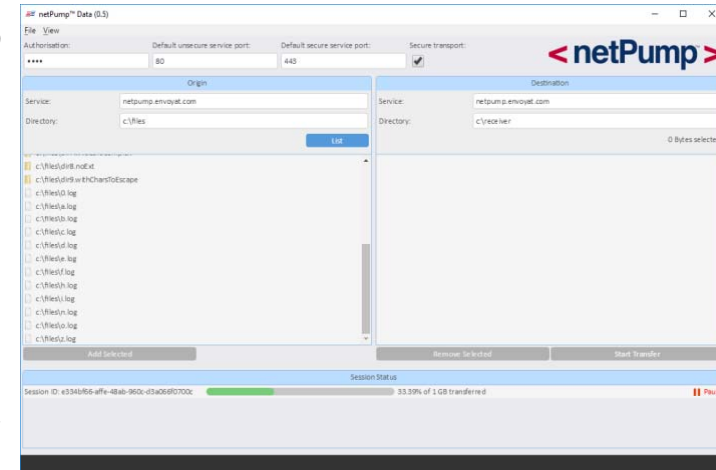 netPump™ Data (0.5)
File View
Authorisation: Default unsecure service port: Default secure service port: Secure transport:
•••• 80 443
<netPump>
Origin Destination
Service: netpump.envoyat.com Service: netpump.envoyat.com
Directory: c:\files Directory: c:\receiver
List 0 Bytes selecte
c:\files\dir8.noExt
c:\files\dir9.withCharsToEscape
c:\files\0.log
c:\files\a.log
c:\files\b.log
c:\files\c.log
c:\files\d.log
c:\files\e.log
c:\files\f.log
c:\files\h.log
c:\files\i.log
c:\files\n.log
c:\files\o.log
c:\files\z.log
Add Selected Remove Selected Start Transfer
Session Status
Session ID: e334bf66-affe-48ab-960c-d3a066f0700c 33.39% of 1 GB transferred Pau